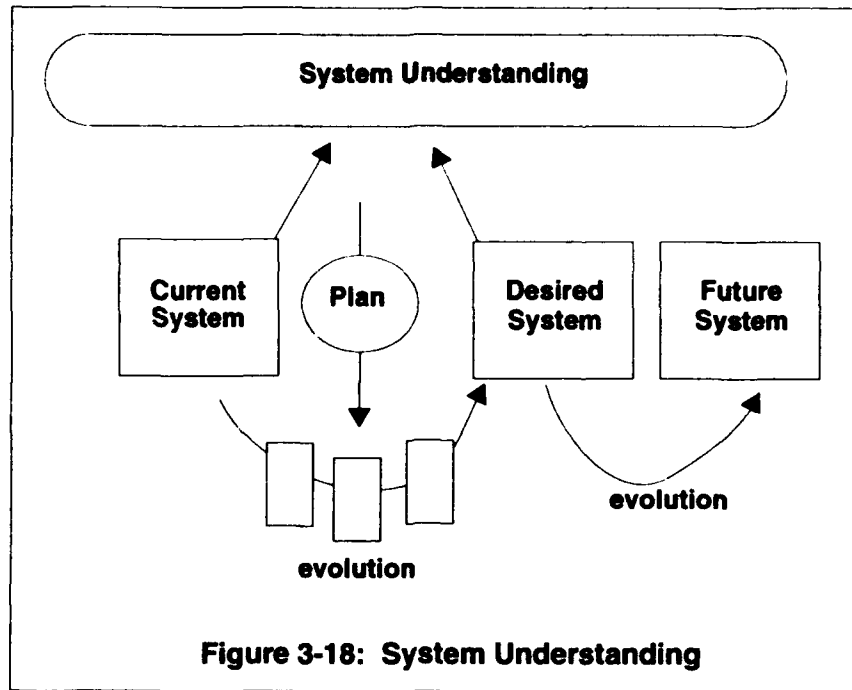 System Understanding
Current
System
Plan
Desired
System
Future
System
evolution
evolution
Figure 3-18: System Understanding